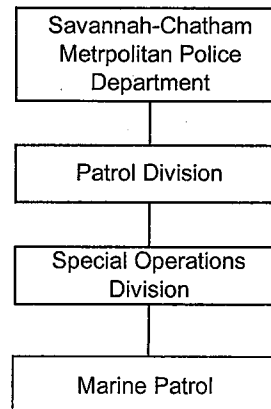 Savannah-Chatham
Metrpolitan Police
Department
Patrol Division
Special Operations
Division
Marine Patrol